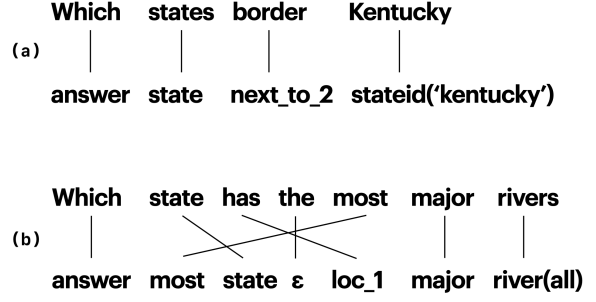 Which states border Kentucky
(a)
answer state next_to_2 stateid(‘kentucky’)
Which state has the most major rivers
(b)
answer most state ε loc_1 major river(all)